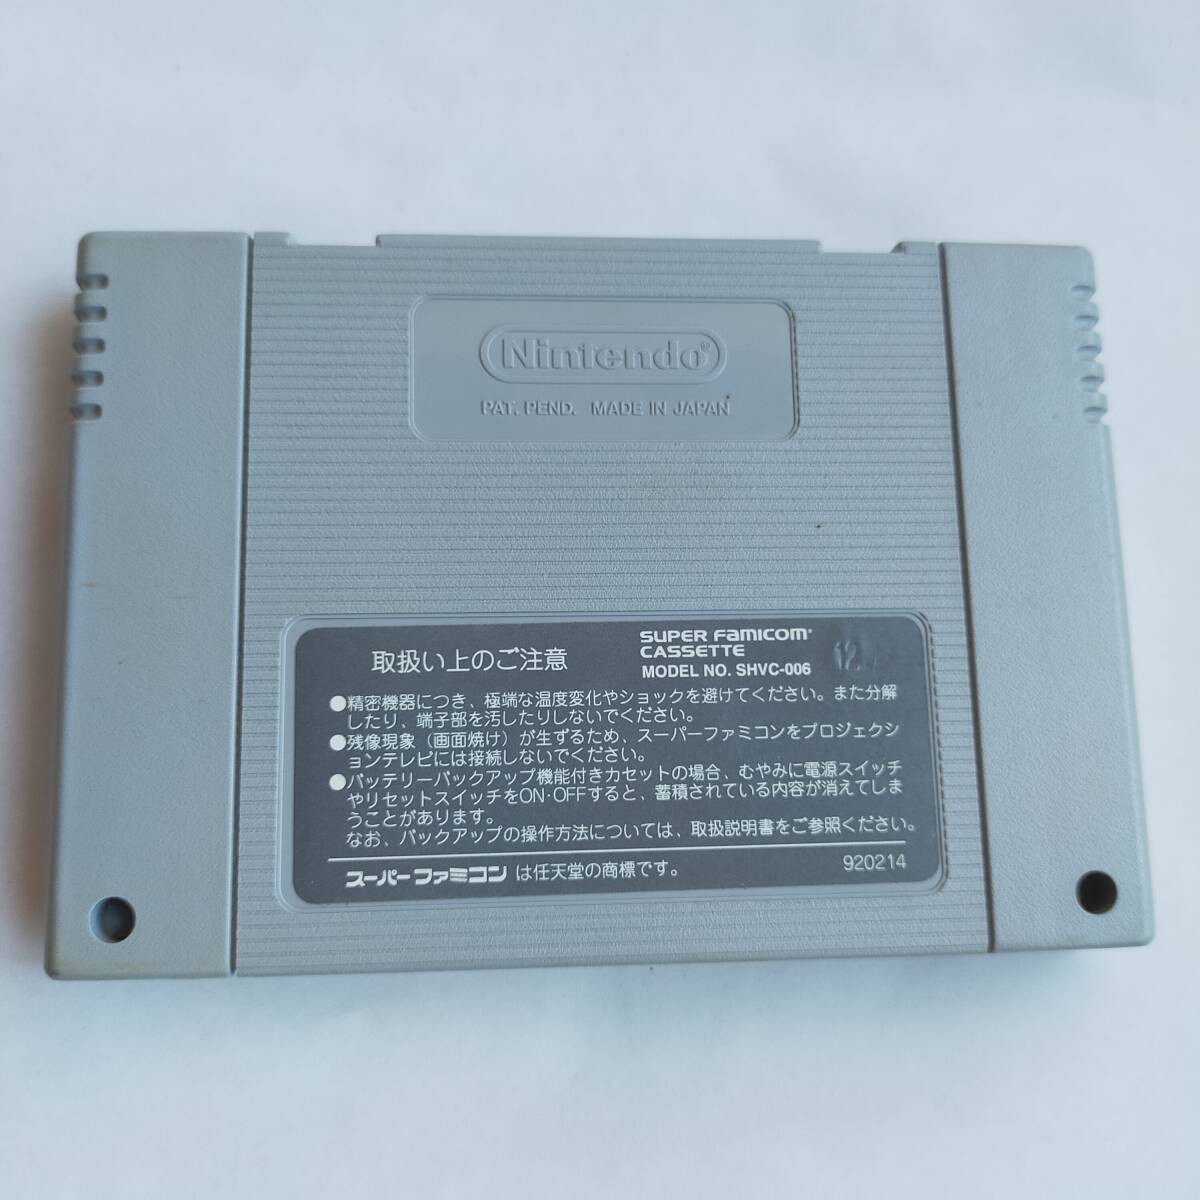 Nintendo®
PAT. PEND. MADE IN JAPAN
取扱い上のご注意
SUPER Famicom
CASSETTE
MODEL NO. SHVC-006
12
●精密機器につき、極端な温度変化やショックを避けてください。また分解
したり、端子部を汚したりしないでください。
●残像現象（画面焼け）が生ずるため、スーパーファミコンをプロジェクシ
ョンテレビには接続しないでください。
●バッテリーバックアップ機能付きカセットの場合、むやみに電源スイッチ
やリセットスイッチをON・OFFすると、蓄積されている内容が消えてしま
うことがあります。
なお、バックアップの操作方法については、取扱説明書をご参照ください。
スーパーファミコン は任天堂の商標です。
920214